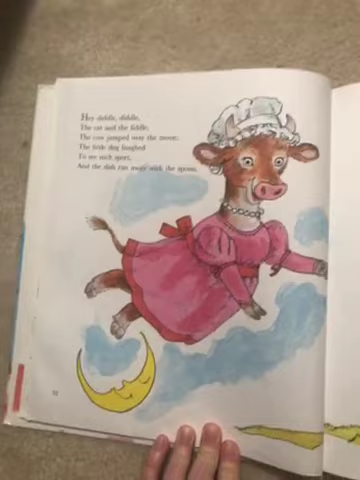 Hey diddle, diddle,
The cat and the fiddle;
The cow jumped over the moon;
The little dog laughed
To see such sport,
And the dish ran away with the spoon.